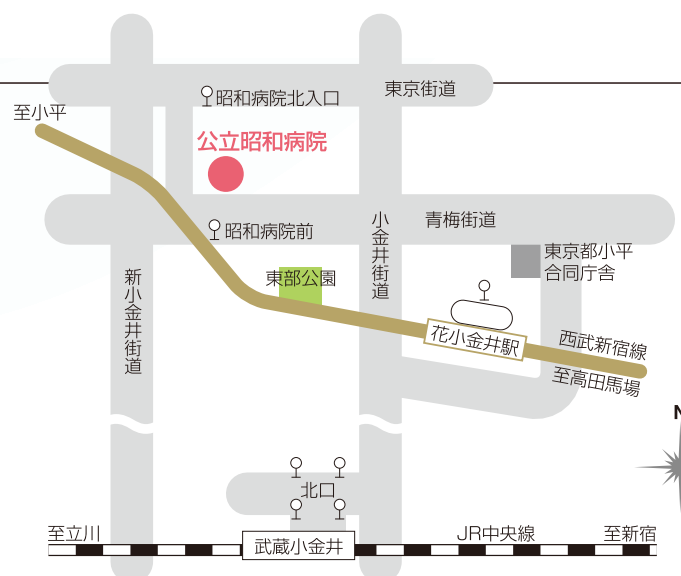 東京街道
昭和病院北入口
至小平
公立昭和病院
青梅街道
昭和病院前
小金井街道
東京都小平
合同庁舎
東部公園
新小金井街道
花小金井駅
西武新宿線
至高田馬場
N
北口
至立川
武蔵小金井
JR中央線
至新宿